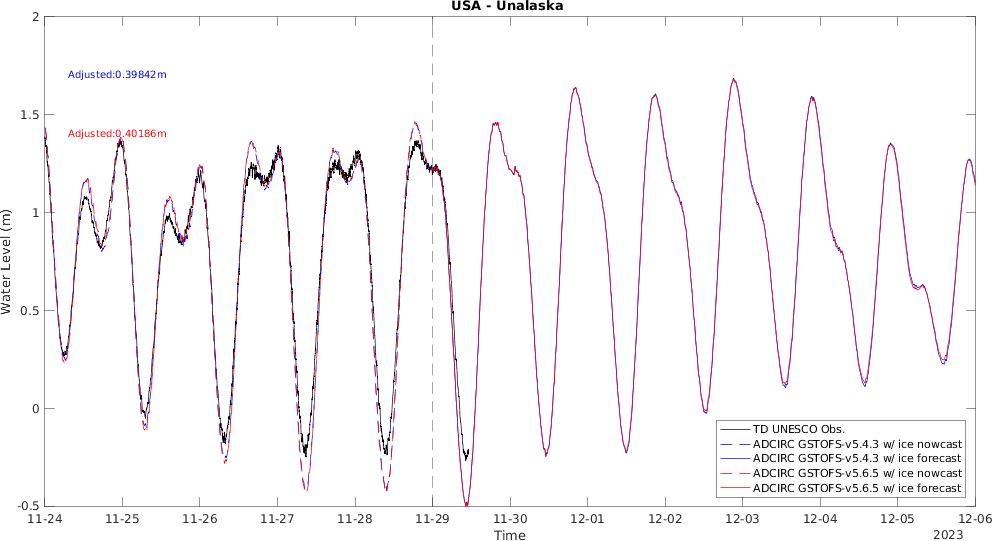 USA - Unalaska
2
1.5
1
0.5
0
-0.5
Water Level (m)
Adjusted:0.39842m
Adjusted:0.40186m
TD UNESCO Obs.
ADCIRC GSTOFS-v5.4.3 w/ ice nowcast
ADCIRC GSTOFS-v5.4.3 w/ ice forecast
ADCIRC GSTOFS-v5.6.5 w/ ice nowcast
ADCIRC GSTOFS-v5.6.5 w/ ice forecast
11-24 11-25 11-26 11-27 11-28 11-29 11-30 12-01 12-02 12-03 12-04 12-05 12-06
Time
2023